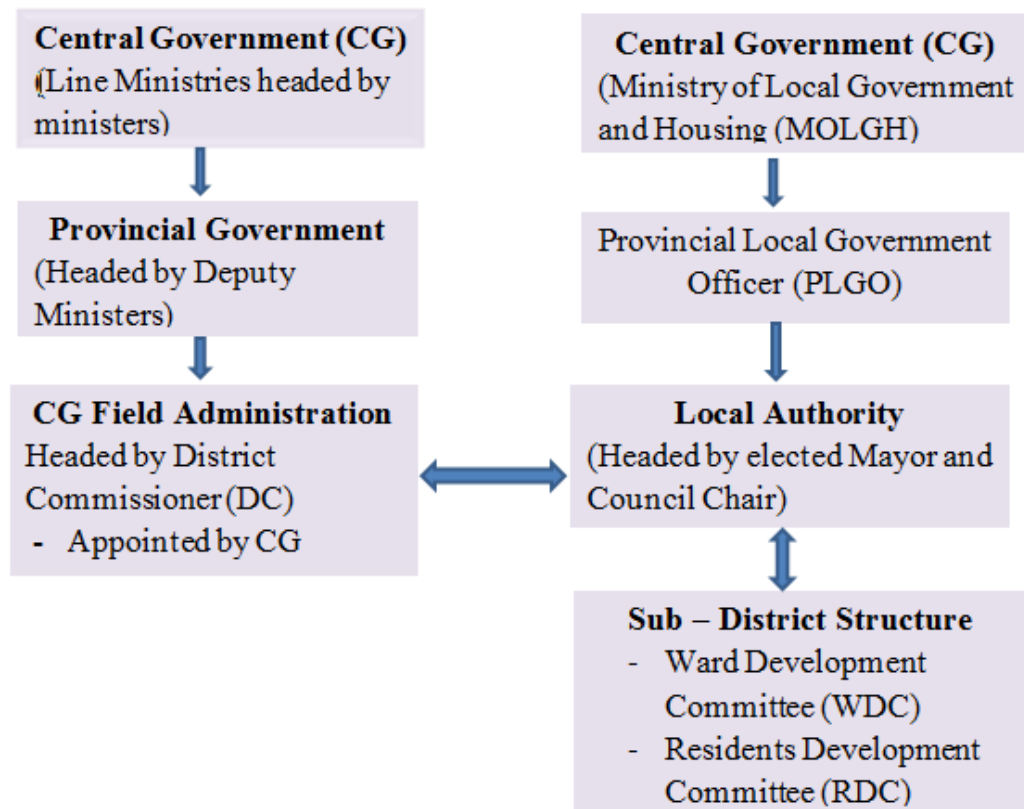 Central Government (CG)
(Line Ministries headed by
ministers)
Provincial Government
(Headed by Deputy
Ministers)
CG Field Administration
Headed by District
Commissioner (DC)
- Appointed by CG
Central Government (CG)
(Ministry of Local Government
and Housing (MOLGH)
Provincial Local Government
Officer (PLGO)
Local Authority
(Headed by elected Mayor and
Council Chair)
Sub – District Structure
- Ward Development
Committee (WDC)
- Residents Development
Committee (RDC)